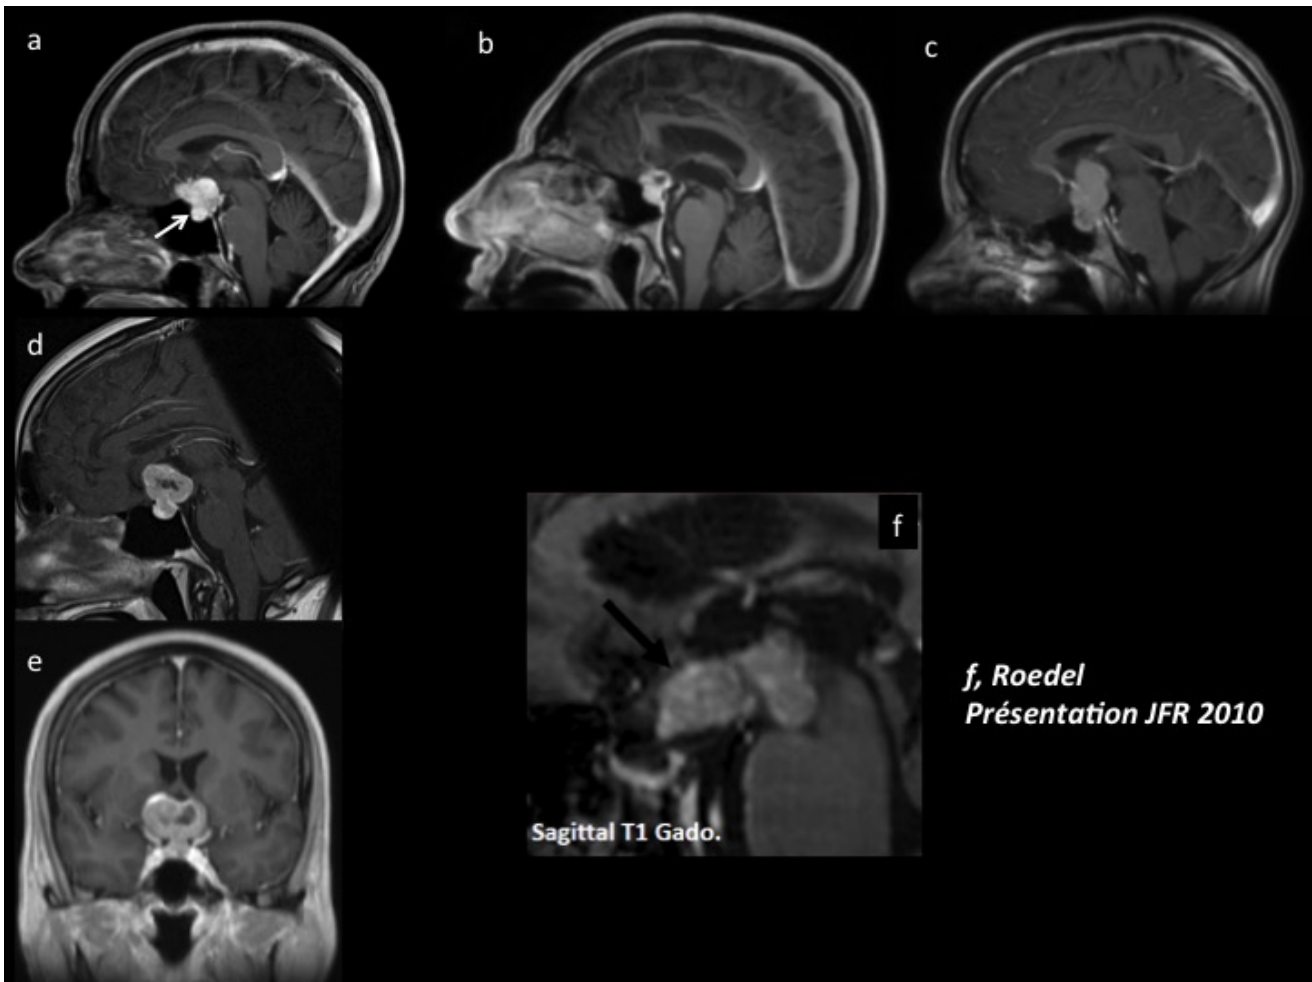 a
b
c
d
e
f
Sagittal T1 Gado.
f, Roedel
Présentation JFR 2010